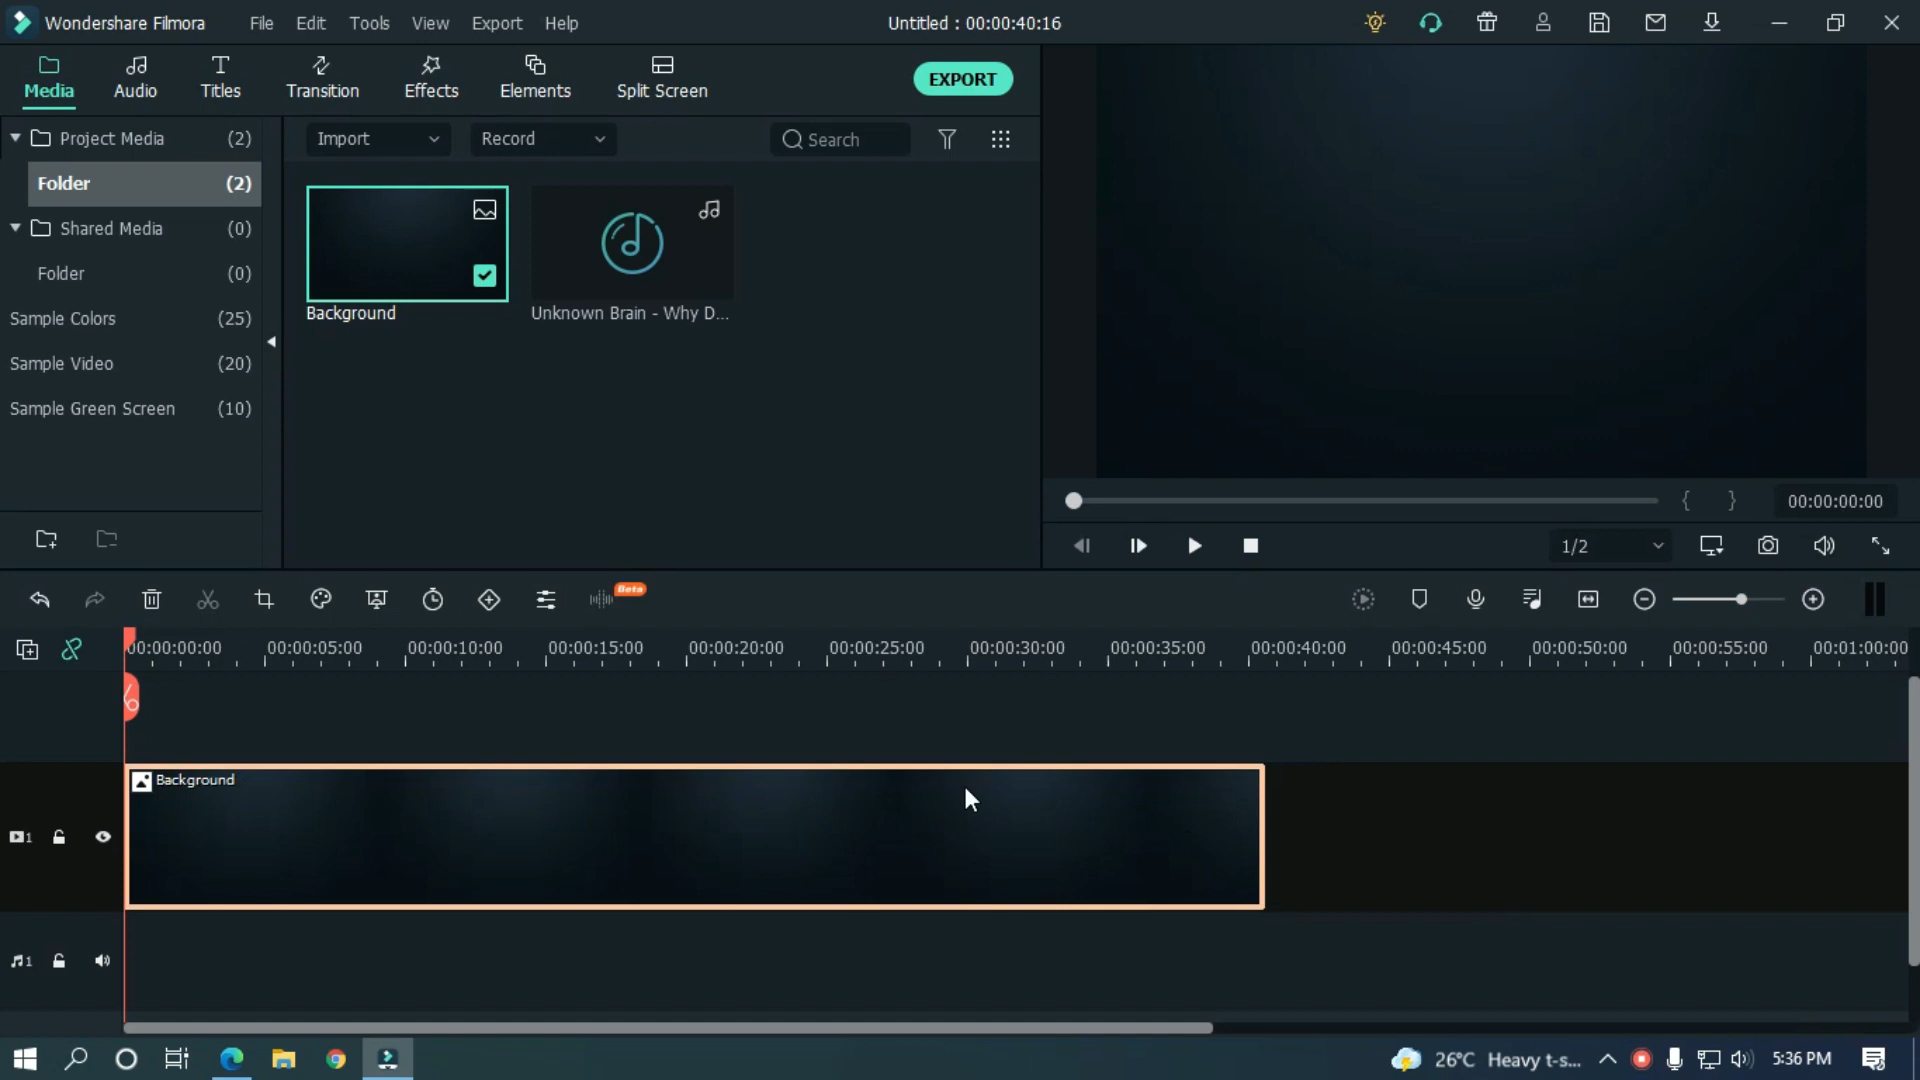 Wondershare Filmora File Edit Tools View Export Help Untitled : 00:00:40:16
Media Audio Titles Transition Effects Elements Split Screen EXPORT
Project Media (2) Import Record Search
Folder (2)
Shared Media (0)
Folder (0)
Sample Colors (25)
Sample Video (20)
Sample Green Screen (10)
Background Unknown Brain - Why D...
{ } 00:00:00:00
1/2
Beta
00:00:00:00 00:00:05:00 00:00:10:00 00:00:15:00 00:00:20:00 00:00:25:00 00:00:30:00 00:00:35:00 00:00:40:00 00:00:45:00 00:00:50:00 00:00:55:00 00:01:00:00
Background
1
1
26°C Heavy t-s... 5:36 PM